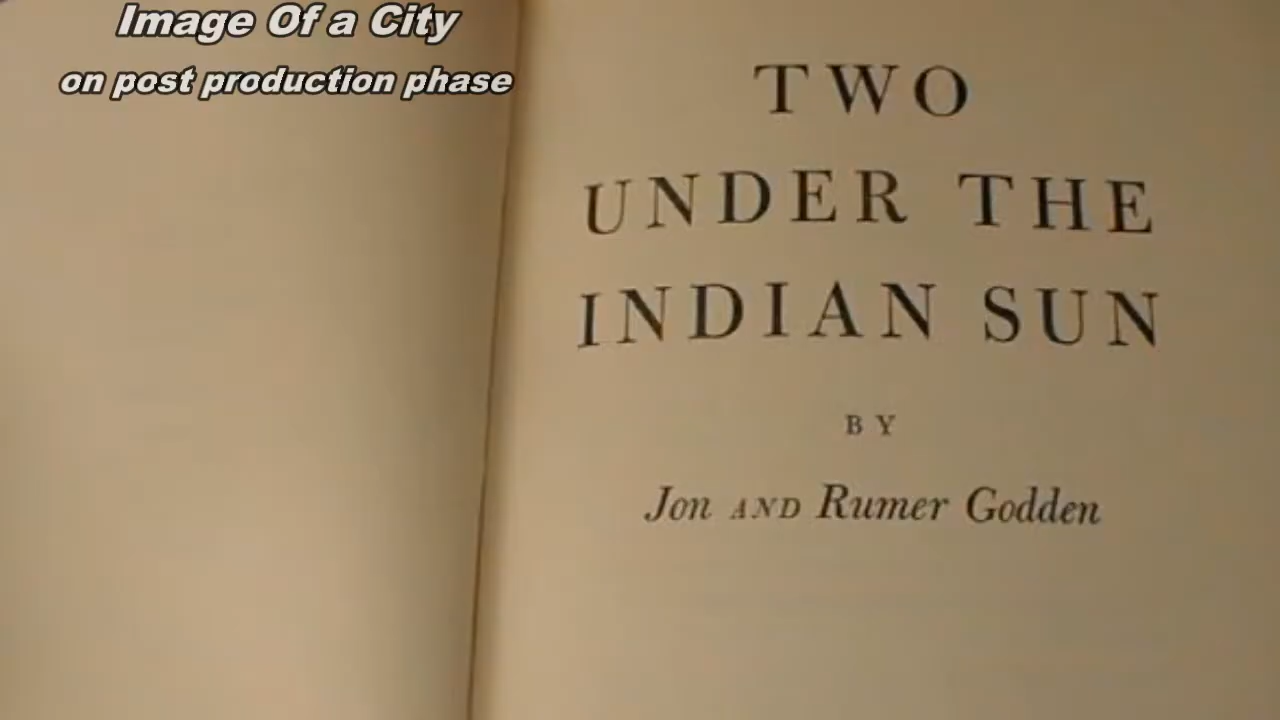 Image Of a City
on post production phase
TWO
UNDER THE
INDIAN SUN
BY
Jon AND Rumer Godden